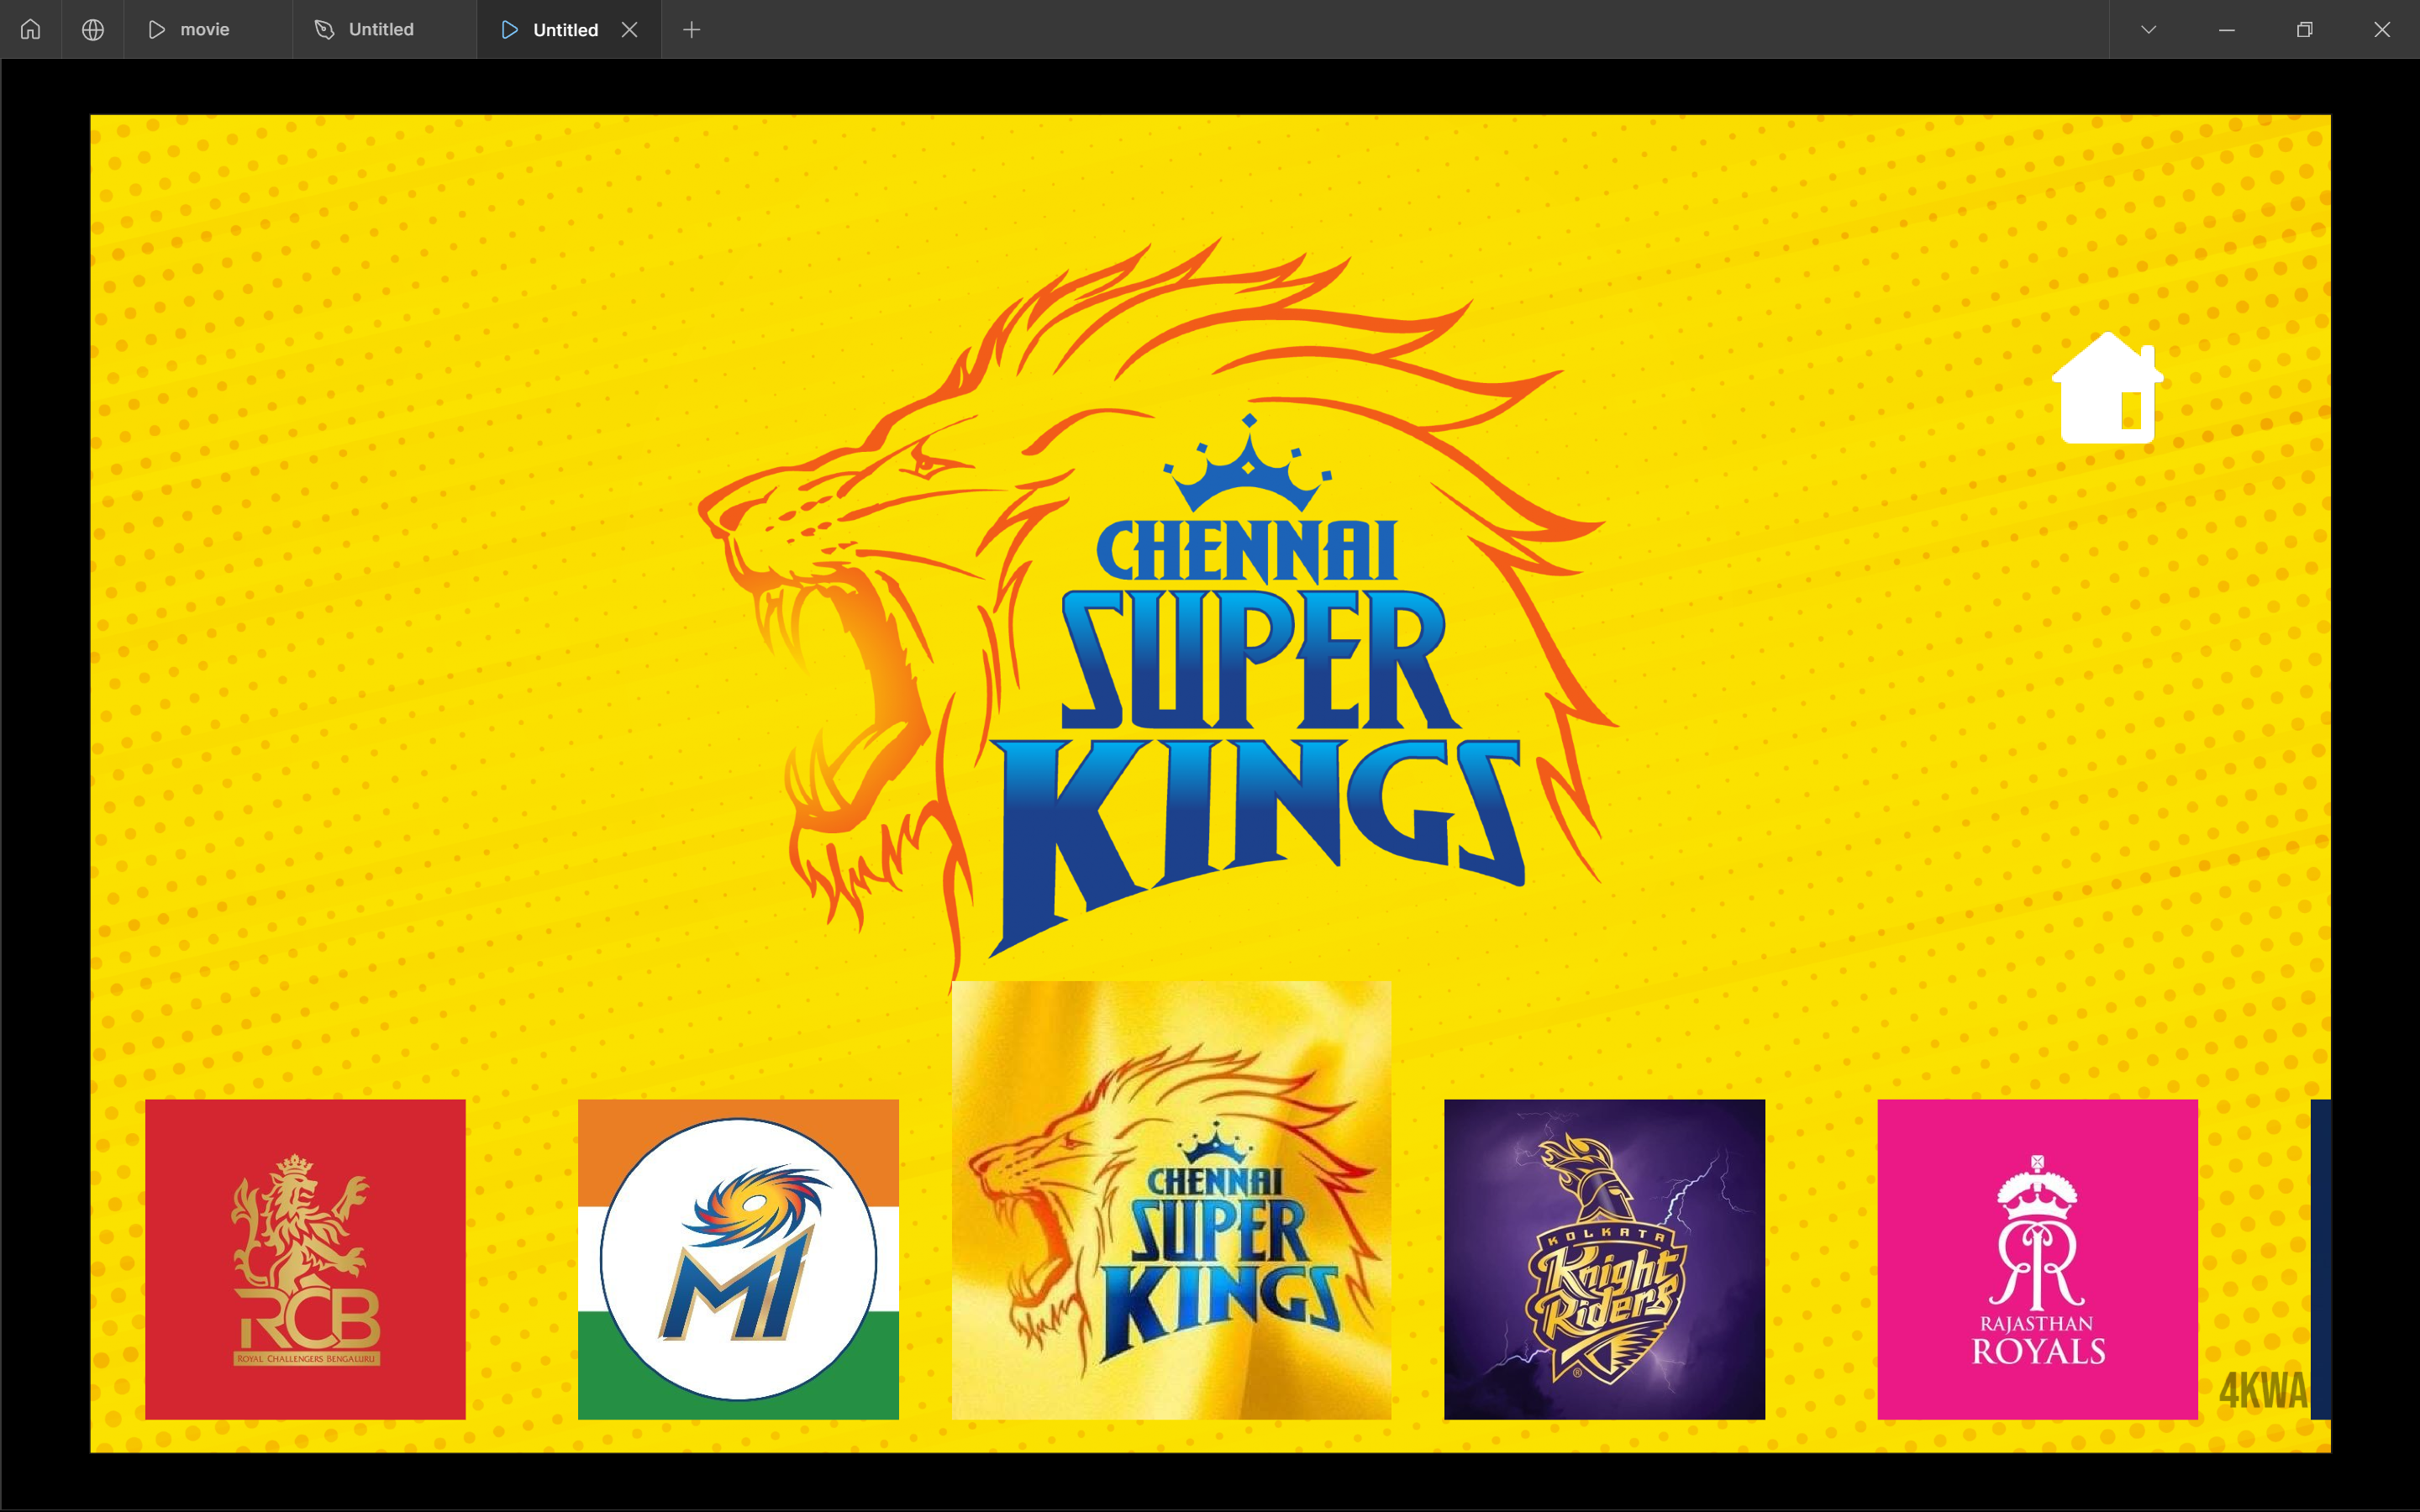 movie
Untitled
Untitled
CHENNAI
SUPER
KINGS
RCB
ROYAL CHALLENGERS BENGALURU
MI
CHENNAI
SUPER
KINGS
KOLKATA
Knight
Riders
®
RAJASTHAN
ROYALS
4KWA